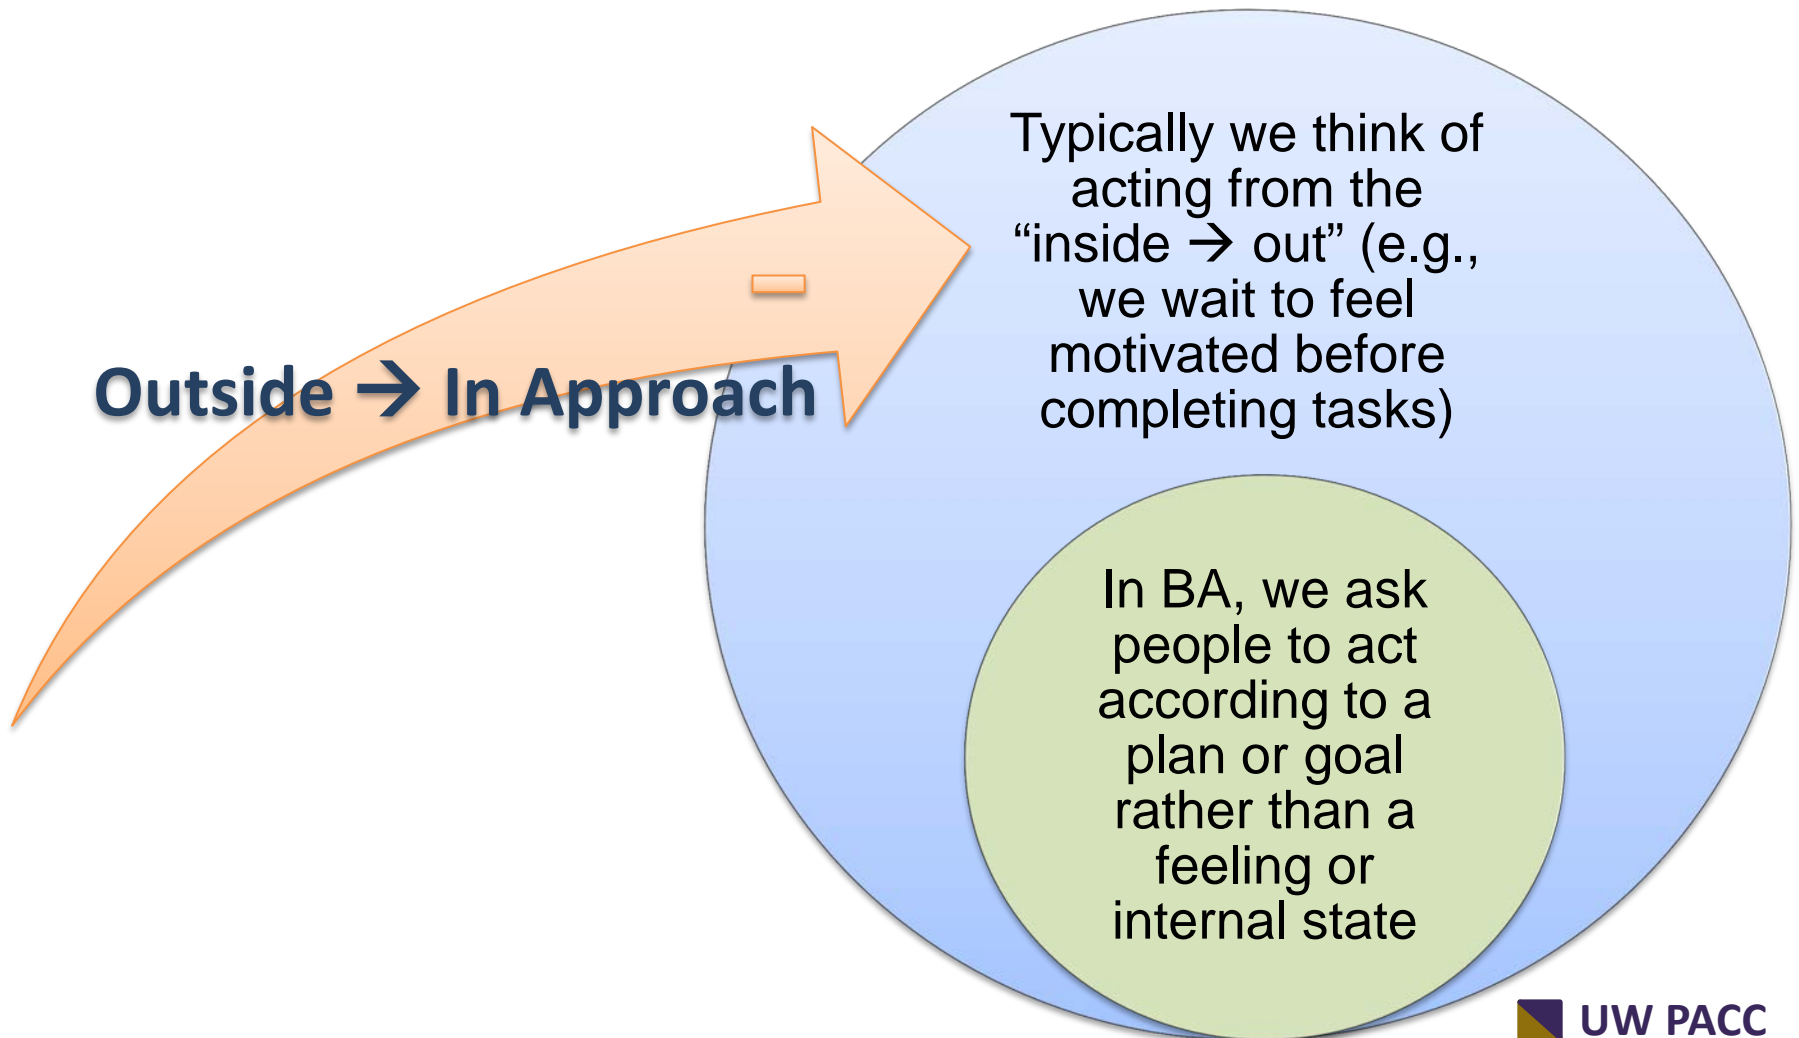 Outside → In Approach
Typically we think of
acting from the
“inside → out” (e.g.,
we wait to feel
motivated before
completing tasks)
In BA, we ask
people to act
according to a
plan or goal
rather than a
feeling or
internal state
UW PACC